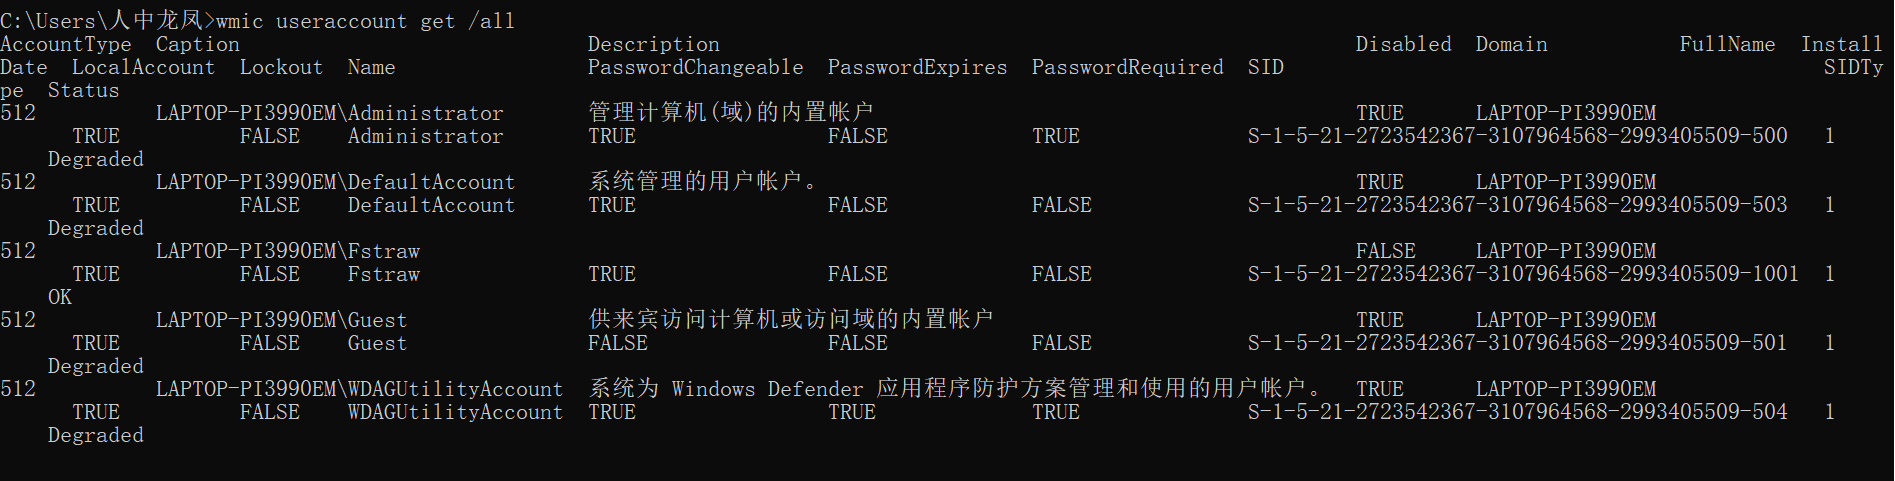 C:\Users\人中龙凤>wmic useraccount get /all
AccountType  Caption                             Description                                                     Disabled  Domain           FullName  Install
Date  LocalAccount  Lockout  Name                PasswordChangeable  PasswordExpires  PasswordRequired  SID                                             SIDTy
pe  Status
512          LAPTOP-PI3990EM\Administrator       管理计算机(域)的内置帐户                                        TRUE      LAPTOP-PI3990EM
      TRUE          FALSE    Administrator       TRUE                FALSE            TRUE              S-1-5-21-2723542367-3107964568-2993405509-500   1
    Degraded
512          LAPTOP-PI3990EM\DefaultAccount      系统管理的用户帐户。                                            TRUE      LAPTOP-PI3990EM
      TRUE          FALSE    DefaultAccount      TRUE                FALSE            FALSE             S-1-5-21-2723542367-3107964568-2993405509-503   1
    Degraded
512          LAPTOP-PI3990EM\Fstraw                                                                              FALSE     LAPTOP-PI3990EM
      TRUE          FALSE    Fstraw              TRUE                FALSE            FALSE             S-1-5-21-2723542367-3107964568-2993405509-1001  1
    OK
512          LAPTOP-PI3990EM\Guest               供来宾访问计算机或访问域的内置帐户                              TRUE      LAPTOP-PI3990EM
      TRUE          FALSE    Guest               FALSE               FALSE            FALSE             S-1-5-21-2723542367-3107964568-2993405509-501   1
    Degraded
512          LAPTOP-PI3990EM\WDAGUtilityAccount  系统为 Windows Defender 应用程序防护方案管理和使用的用户帐户。  TRUE      LAPTOP-PI3990EM
      TRUE          FALSE    WDAGUtilityAccount  TRUE                TRUE             TRUE              S-1-5-21-2723542367-3107964568-2993405509-504   1
    Degraded